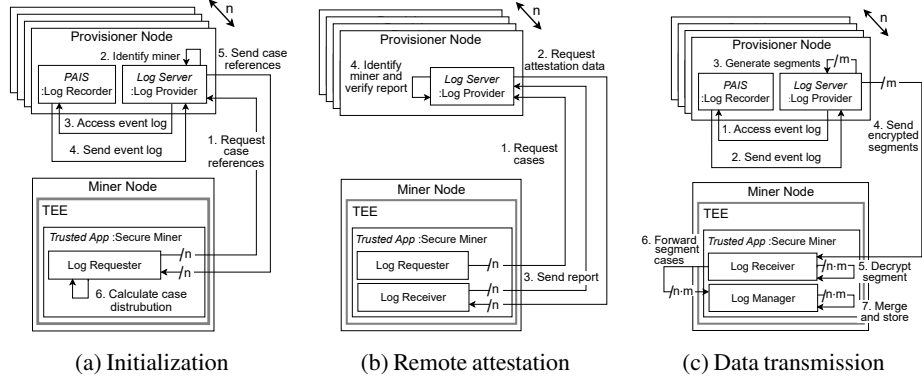 n
Provisioner Node
2. Identify miner
5. Send case
references
PAIS
:Log Recorder
Log Server
:Log Provider
3. Access event log
4. Send event log
1. Request
case
references
Miner Node
TEE
Trusted App :Secure Miner
Log Requester
/n
/n
6. Calculate case
distrubution
(a) Initialization
n
Provisioner Node
2. Request
attestation data
4. Identify
miner and
verify report
Log Server
:Log Provider
1. Request
cases
Miner Node
TEE
Trusted App :Secure Miner
Log Requester
/n
3. Send report
Log Receiver
/n
/n
(b) Remote attestation
n
Provisioner Node
3. Generate segments
/m
PAIS
:Log Recorder
Log Server
:Log Provider
/m
1. Access event log
2. Send event log
4. Send
encrypted
segments
Miner Node
TEE
6. Forward
segment
cases
Trusted App :Secure Miner
Log Receiver
/n·m
5. Decrypt
segment
/n·m
Log Manager
/n·m
7. Merge
and store
(c) Data transmission